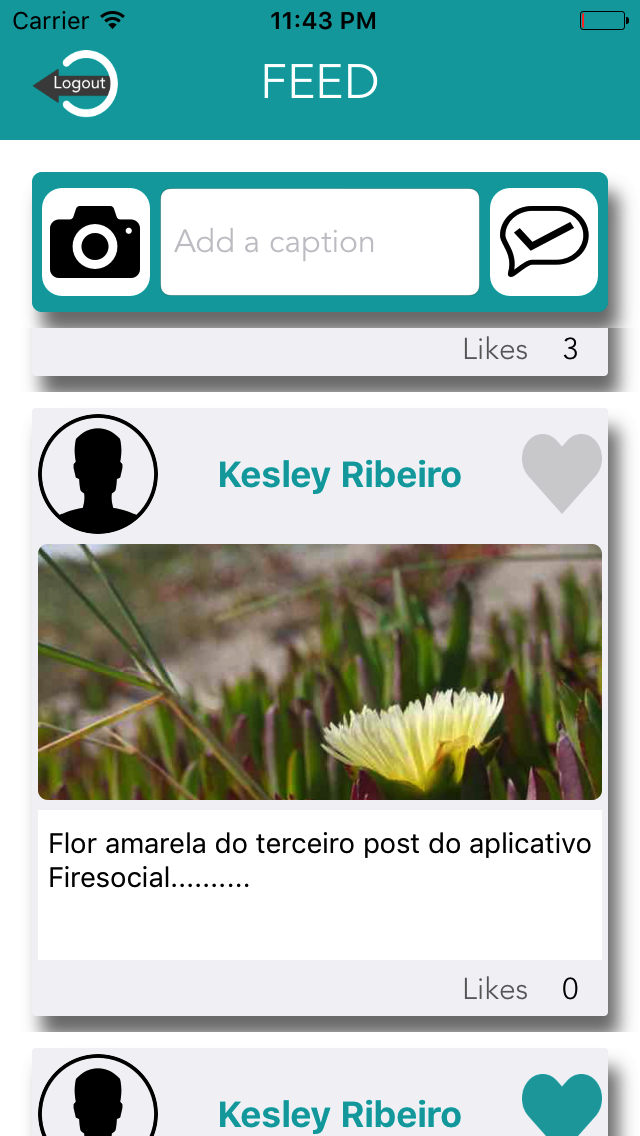 Carrier
11:43 PM
Logout
FEED
Add a caption
Likes 3
Kesley Ribeiro
Flor amarela do terceiro post do aplicativo
Firesocial..........
Likes 0
Kesley Ribeiro